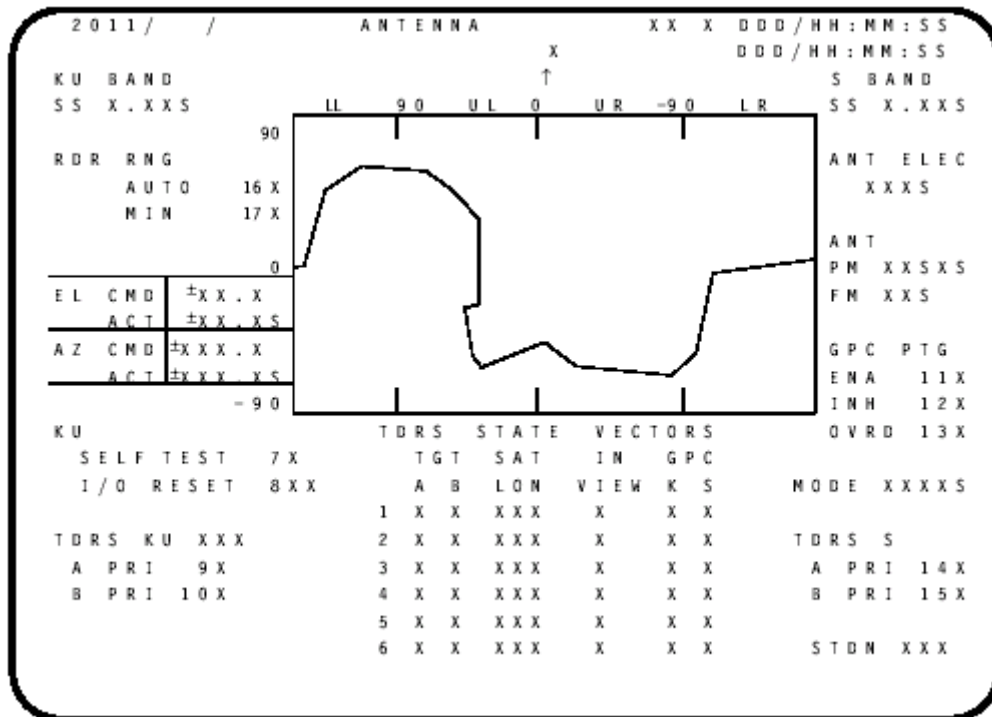 2011/ / ANTENNA XX X DDD/HH:MM:SS
X DDD/HH:MM:SS
KU BAND ↑ S BAND
SS X.XXS LL 90 UL 0 UR -90 LR SS X.XXS
90
RDR RNG ANT ELEC
AUTO 16X XXXS
MIN 17X
ANT
0 PM XXSXS
EL CMD ±XX.X FM XXS
ACT ±XX.XS
AZ CMD ±XXX.X GPC PTG
ACT ±XXX.XS ENA 11X
-90 INH 12X
KU TDRS STATE VECTORS OVRD 13X
SELF TEST 7X TGT SAT IN GPC
I/O RESET 8XX A B LON VIEW K S MODE XXXXS
1 X X XXX X X X
TDRS KU XXX 2 X X XXX X X X TDRS S
A PRI 9X 3 X X XXX X X X A PRI 14X
B PRI 10X 4 X X XXX X X X B PRI 15X
5 X X XXX X X X
6 X X XXX X X X STDN XXX